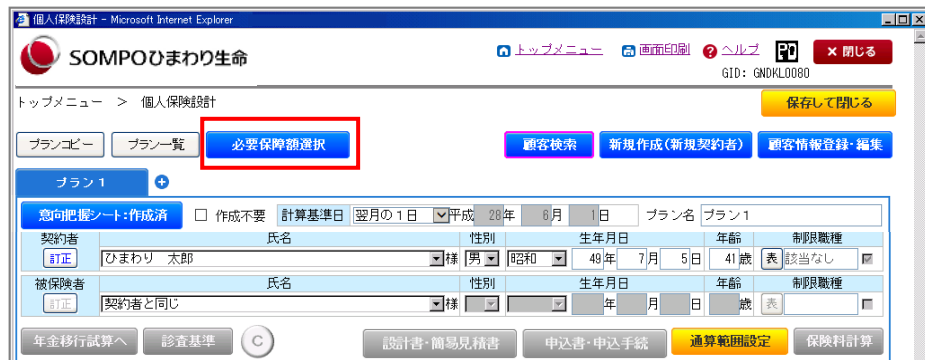 個人保険設計 - Microsoft Internet Explorer
SOMPOひまわり生命 トップメニュー 画面印刷 ? ヘルプ × 閉じる
GID: GNDKL0080
トップメニュー > 個人保険設計 保存して閉じる
プランコピー プラン一覧 必要保障額選択 顧客検索 新規作成(新規契約者) 顧客情報登録・編集
プラン1 +
意向把握シート:作成済 作成不要 計算基準日 翌月の1日 平成 28年 6月 1日 プラン名 プラン1
契約者 氏名 性別 生年月日 年齢 制限職種
訂正 ひまわり 太郎 様 男 昭和 49年 7月 5日 41歳 表 該当なし
被保険者 氏名 性別 生年月日 年齢 制限職種
訂正 契約者と同じ 様 年 月 日 歳 表
年金移行試算へ 診査基準 C 設計書・簡易見積書 申込書・申込手続 通算範囲設定 保険料計算